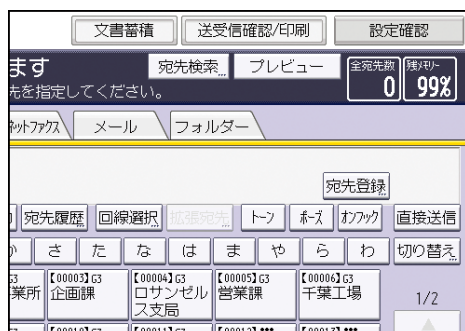 文書蓄積 送受信確認/印刷 設定確認
ます 宛先検索 プレビュー 全宛先数 残メモリー
先を指定してください。 0 99%
ネットファクス メール フォルダー
宛先登録
宛先履歴 回線選択 拡張宛先 トーン ポーズ オンフック 直接送信
か さ た な は ま や ら わ 切り替え
G3 【00003】G3 【00004】G3 【00005】G3 【00006】G3
業所 企画課 ロサンゼルス支局 営業課 千葉工場 1/2